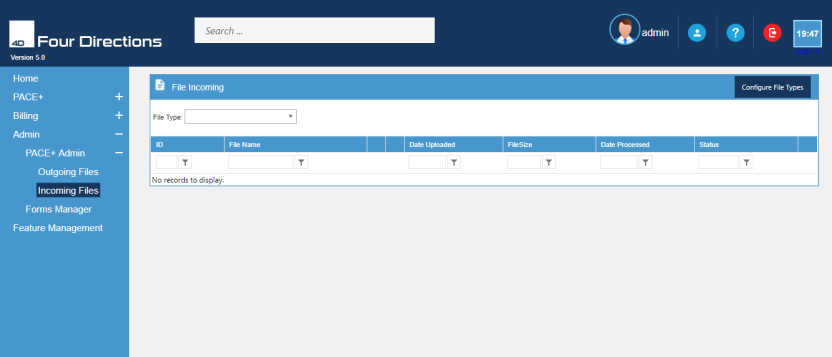 4D Four Directions
Version 5.0
Search ...
admin
?
19:47
Home
PACE+ +
Billing +
Admin −
PACE+ Admin −
Outgoing Files
Incoming Files
Forms Manager
Feature Management
File Incoming
Configure File Types
File Type:
ID File Name Date Uploaded FileSize Date Processed Status
No records to display.